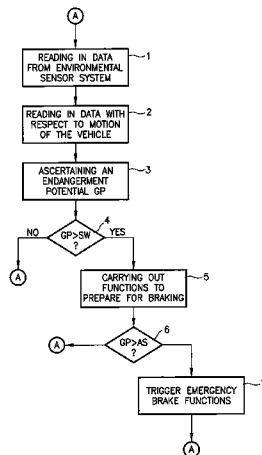 A
READING IN DATA
FROM ENVIRONMENTAL
SENSOR SYSTEM
1
READING IN DATA WITH
RESPECT TO MOTION
OF THE VEHICLE
2
ASCERTAINING AN
ENDANGERMENT
POTENTIAL GP
3
4
NO
GP>SW
?
YES
A
CARRYING OUT
FUNCTIONS TO
PREPARE FOR BRAKING
5
6
A
GP>AS
?
TRIGGER EMERGENCY
BRAKE FUNCTIONS
A